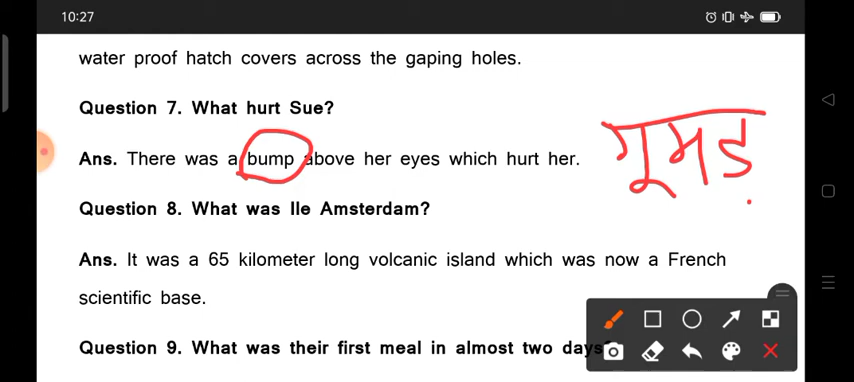 10:27
water proof hatch covers across the gaping holes.
Question 7. What hurt Sue?
गूमड़
Ans. There was a bump above her eyes which hurt her.
Question 8. What was Ile Amsterdam?
Ans. It was a 65 kilometer long volcanic island which was now a French
scientific base.
Question 9. What was their first meal in almost two days?